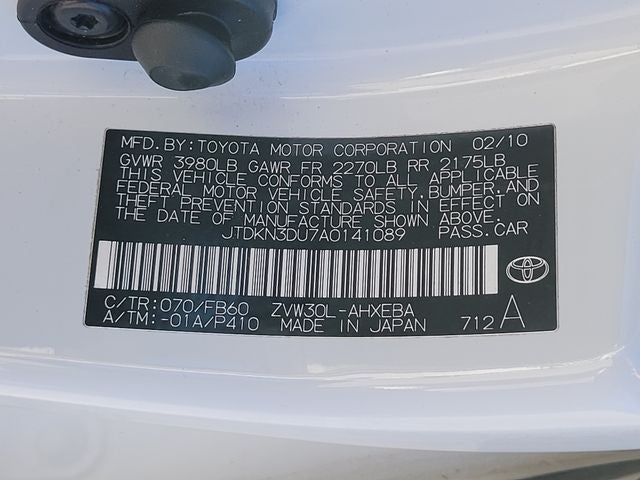 MFD. BY: TOYOTA MOTOR CORPORATION 02/10
GVWR 3980LB GAWR FR 2270LB RR 2175LB
THIS VEHICLE CONFORMS TO ALL APPLICABLE
FEDERAL MOTOR VEHICLE SAFETY, BUMPER, AND
THEFT PREVENTION STANDARDS IN EFFECT ON
THE DATE OF MANUFACTURE SHOWN ABOVE.
JTDKN3DU7A0141089 PASS. CAR
C/TR: 070/FB60 ZVW30L-AHXEBA
A/TM: -01A/P410 MADE IN JAPAN 712 A